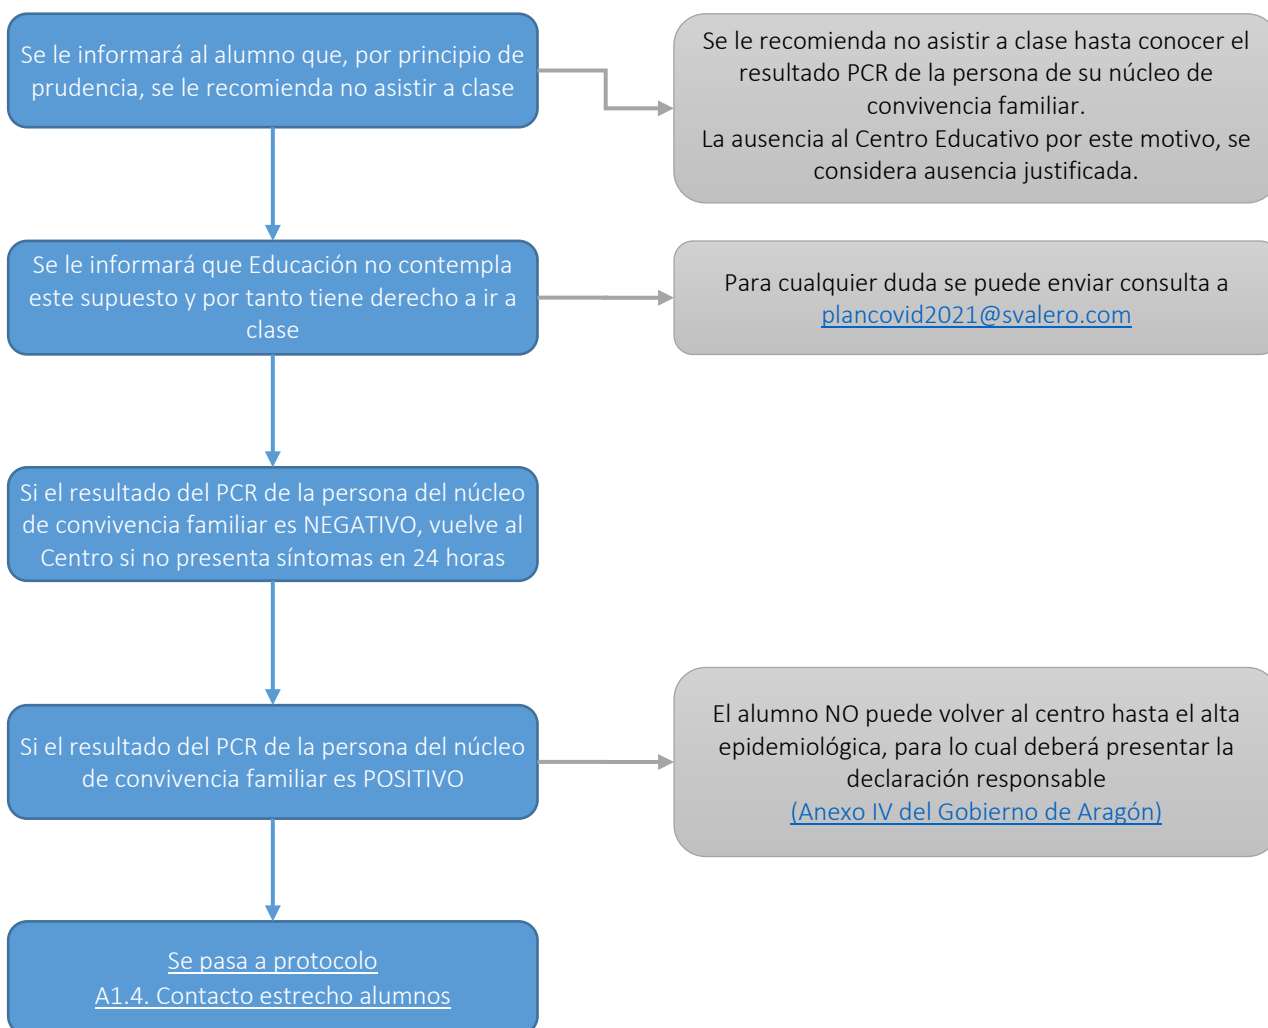 Se le informará al alumno que, por principio de
prudencia, se le recomienda no asistir a clase
Se le recomienda no asistir a clase hasta conocer el
resultado PCR de la persona de su núcleo de
convivencia familiar.
La ausencia al Centro Educativo por este motivo, se
considera ausencia justificada.
Se le informará que Educación no contempla
este supuesto y por tanto tiene derecho a ir a
clase
Para cualquier duda se puede enviar consulta a
plancovid2021@svalero.com
Si el resultado del PCR de la persona del núcleo
de convivencia familiar es NEGATIVO, vuelve al
Centro si no presenta síntomas en 24 horas
Si el resultado del PCR de la persona del núcleo
de convivencia familiar es POSITIVO
El alumno NO puede volver al centro hasta el alta
epidemiológica, para lo cual deberá presentar la
declaración responsable
(Anexo IV del Gobierno de Aragón)
Se pasa a protocolo
A1.4. Contacto estrecho alumnos